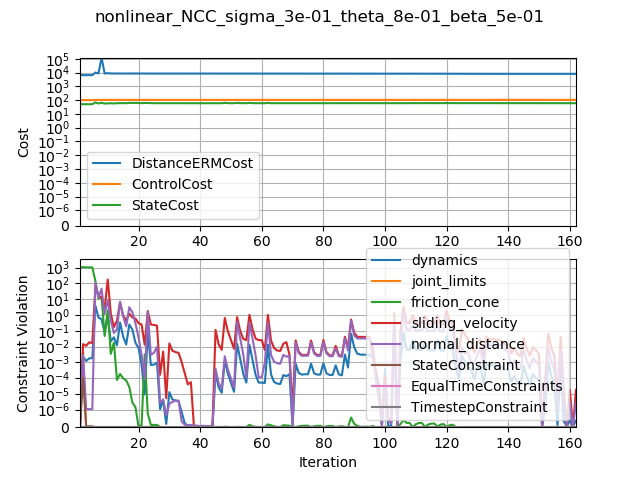 nonlinear_NCC_sigma_3e-01_theta_8e-01_beta_5e-01
Cost
10^5
10^4
10^3
10^2
10^1
10^0
10^-1
10^-2
10^-3
10^-4
10^-5
10^-6
0
DistanceERMCost
ControlCost
StateCost
20 40 60 80 100 120 140 160
Constraint Violation
10^3
10^2
10^1
10^0
10^-1
10^-2
10^-3
10^-4
10^-5
10^-6
0
dynamics
joint_limits
friction_cone
sliding_velocity
normal_distance
StateConstraint
EqualTimeConstraints
TimestepConstraint
20 40 60 80 100 120 140 160
Iteration